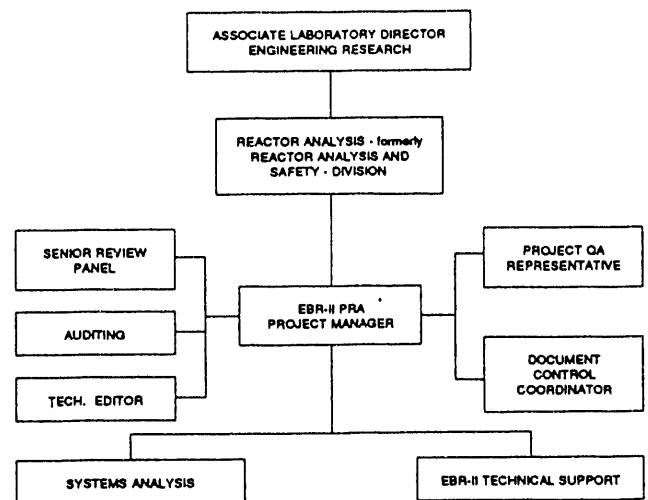 ASSOCIATE LABORATORY DIRECTOR
ENGINEERING RESEARCH
REACTOR ANALYSIS - formerly
REACTOR ANALYSIS AND
SAFETY - DIVISION
SENIOR REVIEW
PANEL
AUDITING
TECH. EDITOR
EBR-II PRA
PROJECT MANAGER
PROJECT QA
REPRESENTATIVE
DOCUMENT
CONTROL
COORDINATOR
SYSTEMS ANALYSIS
EBR-II TECHNICAL SUPPORT